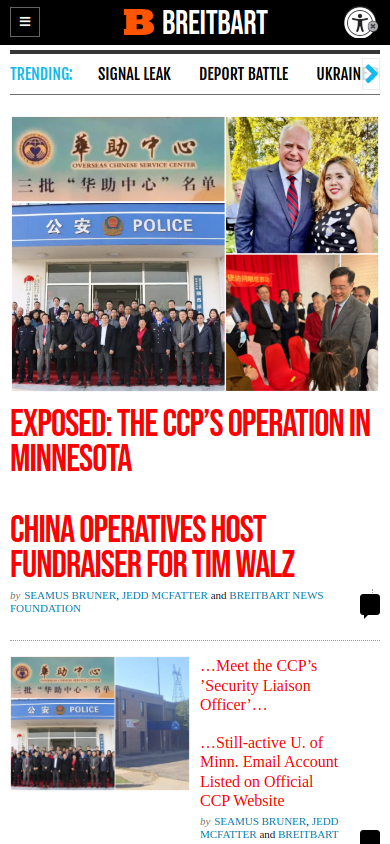 BREITBART
TRENDING:
SIGNAL LEAK
DEPORT BATTLE
UKRAIN
華助中心
OVERSEAS CHINESE SERVICE CENTER
三批“华助中心”名单
公安 POLICE
EXPOSED: THE CCP’S OPERATION IN
MINNESOTA
CHINA OPERATIVES HOST
FUNDRAISER FOR TIM WALZ
by SEAMUS BRUNER, JEDD MCFATTER and BREITBART NEWS
FOUNDATION
華助中心
OVERSEAS CHINESE SERVICE CENTER
三批“华助中心”名单
公安 POLICE
…Meet the CCP’s
’Security Liaison
Officer’…
…Still-active U. of
Minn. Email Account
Listed on Official
CCP Website
by SEAMUS BRUNER, JEDD
MCFATTER and BREITBART